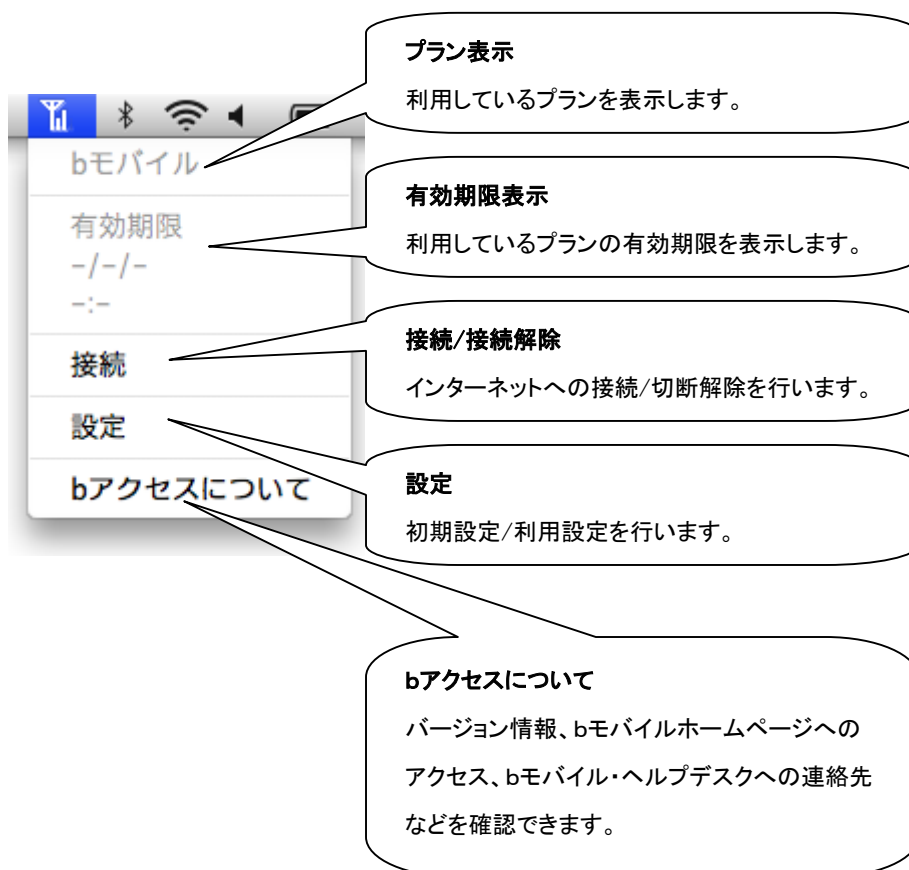 プラン表示
利用しているプランを表示します。
bモバイル
有効期限
-/-/-
-:-
接続
設定
bアクセスについて
有効期限表示
利用しているプランの有効期限を表示します。
接続/接続解除
インターネットへの接続/切断解除を行います。
設定
初期設定/利用設定を行います。
bアクセスについて
バージョン情報、bモバイルホームページへの
アクセス、bモバイル・ヘルプデスクへの連絡先
などを確認できます。